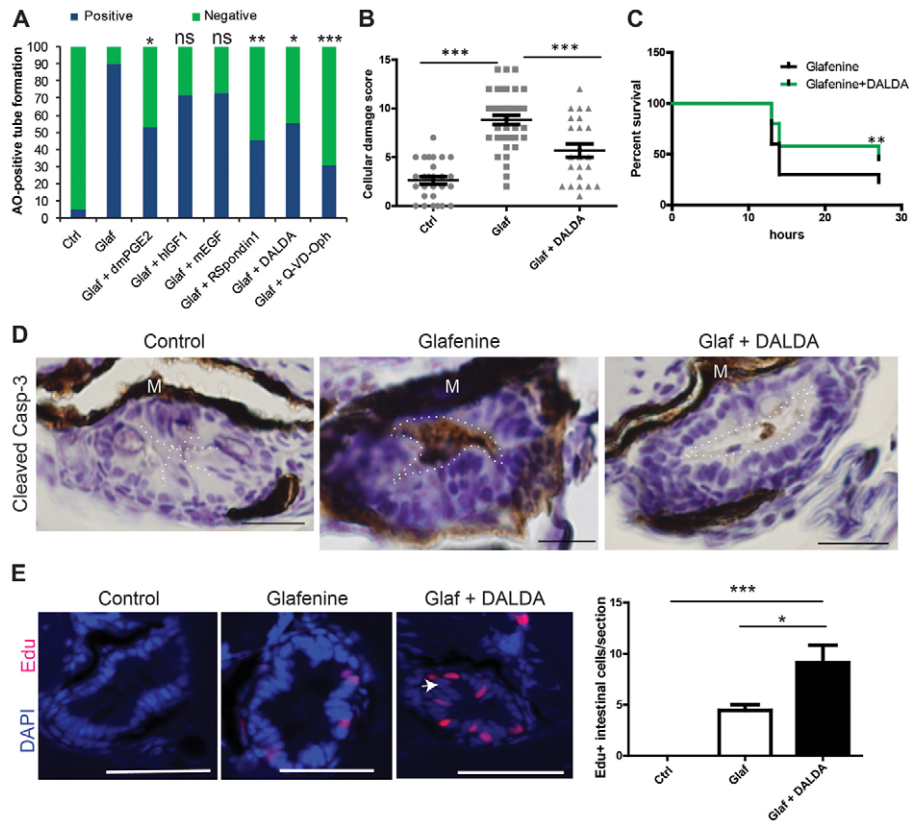 A
Positive
Negative
AO-positive tube formation
100
90
80
70
60
50
40
30
20
10
0
*
ns
ns
**
*
***
Ctrl
Glaf
Glaf + dmPGE2
Glaf + hIGF1
Glaf + mEGF
Glaf + RSpondin1
Glaf + DALDA
Glaf + Q-VD-Oph
B
Cellular damage score
15
10
5
0
***
***
Ctrl
Glaf
Glaf + DALDA
C
Percent survival
150
100
50
0
Glafenine
Glafenine+DALDA
**
0
10
20
30
hours
D
Cleaved Casp-3
Control
Glafenine
Glaf + DALDA
M
M
M
E
DAPI
Edu
Control
Glafenine
Glaf + DALDA
Edu+ intestinal cells/section
15
10
5
0
***
*
Ctrl
Glaf
Glaf + DALDA